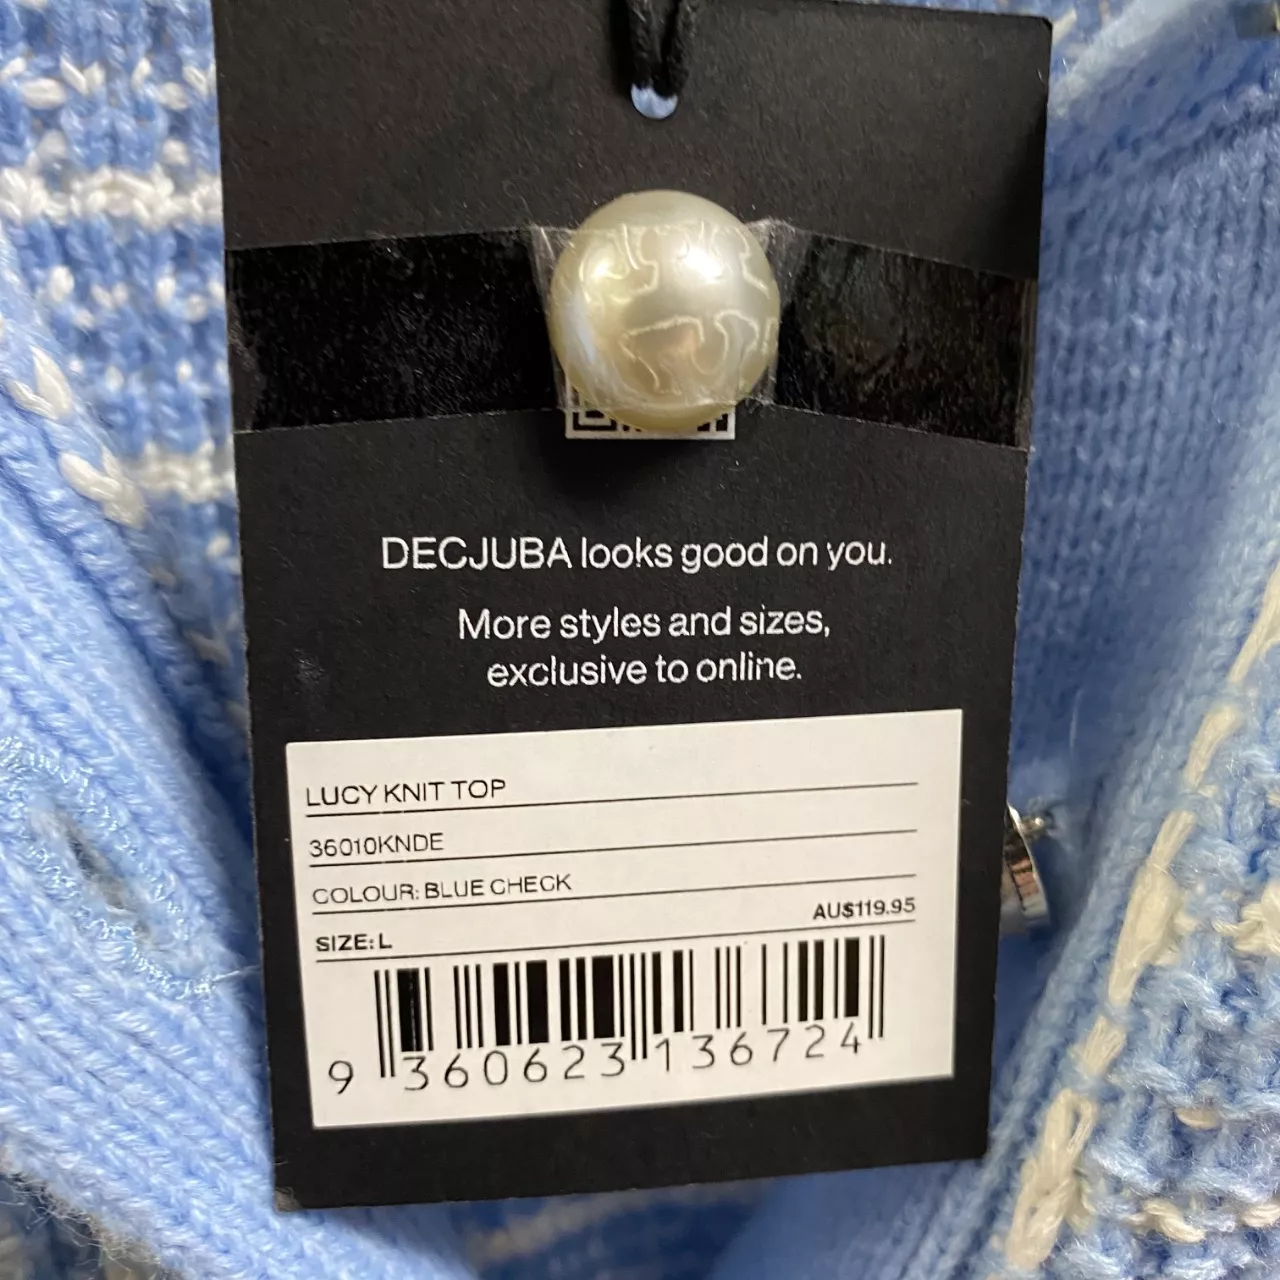 DECJUBA looks good on you.
More styles and sizes,
exclusive to online.
LUCY KNIT TOP
36010KNDE
COLOUR: BLUE CHECK
AU$119.95
SIZE: L
9 360623 136724